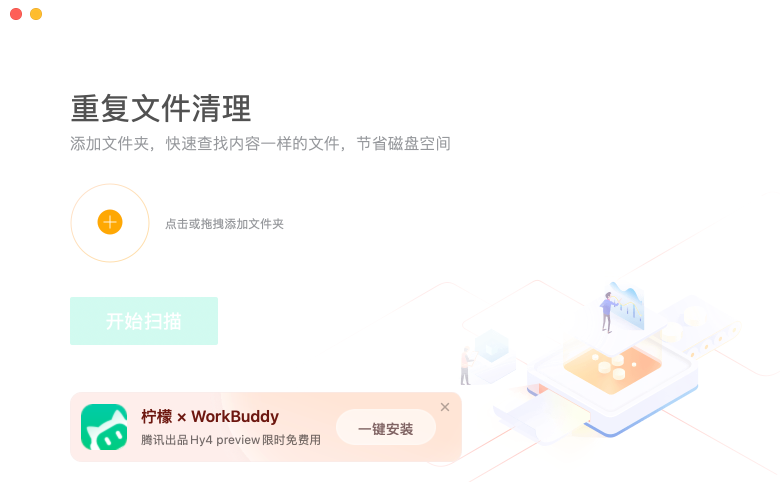 重复文件清理
添加文件夹，快速查找内容一样的文件，节省磁盘空间
点击或拖拽添加文件夹
开始扫描
柠檬 × WorkBuddy
腾讯出品 Hy4 preview 限时免费用
一键安装